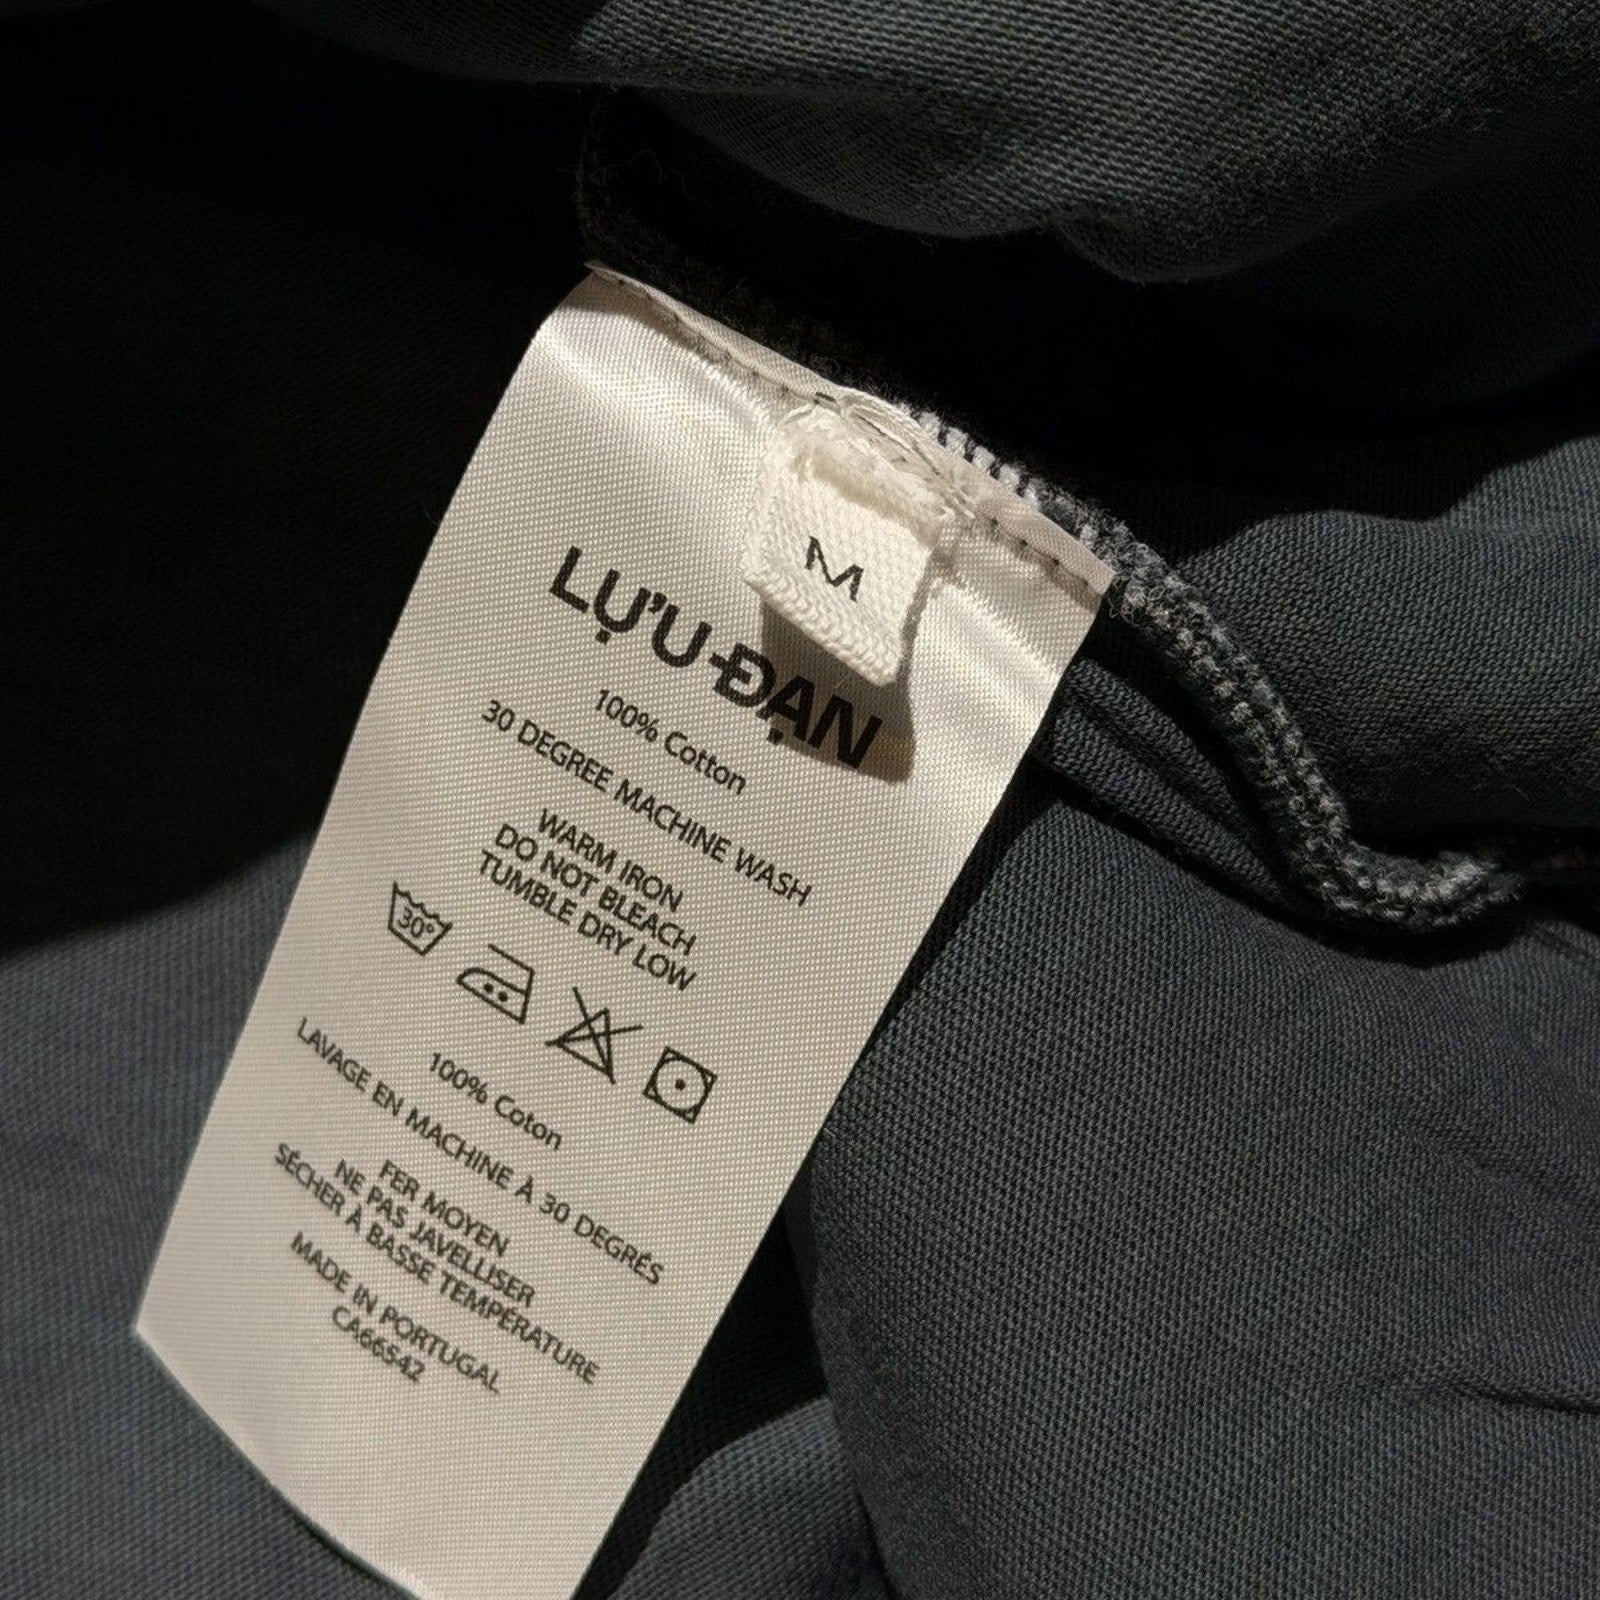 M
LỰU ĐẠN
100% Cotton
30 DEGREE MACHINE WASH
WARM IRON
DO NOT BLEACH
TUMBLE DRY LOW
30°
100% Coton
LAVAGE EN MACHINE À 30 DEGRÉS
FER MOYEN
NE PAS JAVELLISER
SÉCHER À BASSE TEMPÉRATURE
MADE IN PORTUGAL
CA66542